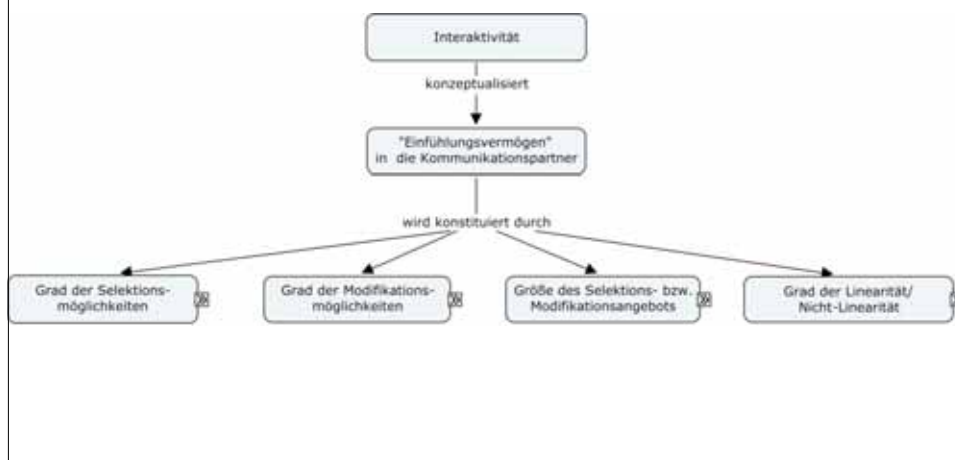 Interaktivität
konzeptualisiert
"Einfühlungsvermögen"
in die Kommunikationspartner
wird konstituiert durch
Grad der Selektions-
möglichkeiten
Grad der Modifikations-
möglichkeiten
Größe des Selektions- bzw.
Modifikationsangebots
Grad der Linearität/
Nicht-Linearität